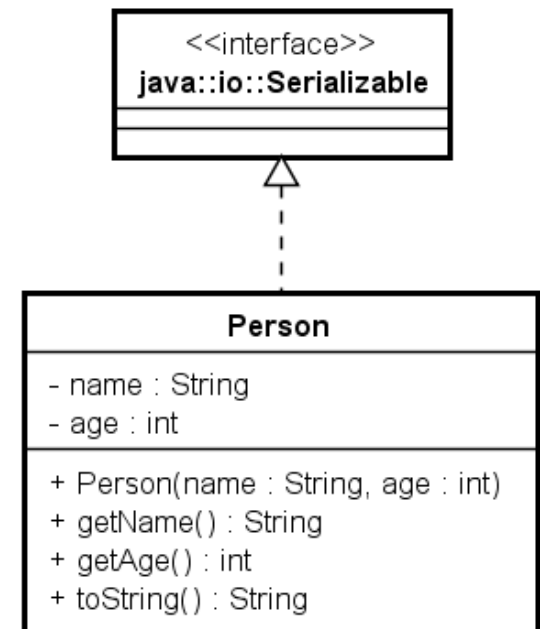 <<interface>>
java::io::Serializable
Person
- name : String
- age : int
+ Person(name : String, age : int)
+ getName() : String
+ getAge() : int
+ toString() : String